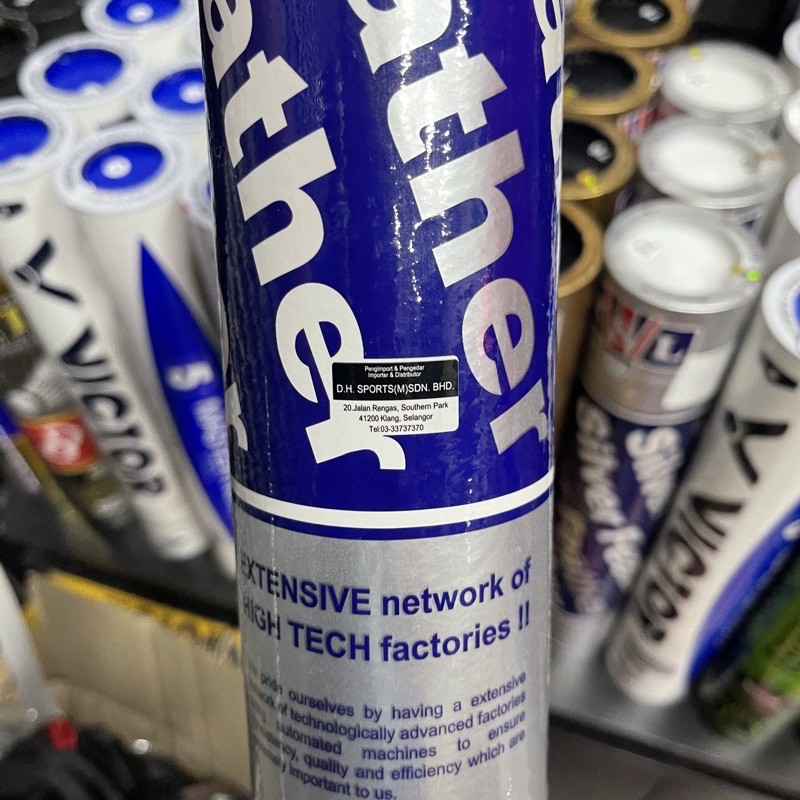 ather
ather
Pengimport & Pengedar
Importer & Distributor
D.H. SPORTS(M)SDN. BHD.
20.Jalan Rengas, Southern Park
41200 Klang, Selangor
Tel:03-33737370
EXTENSIVE network of
HIGH TECH factories !!
pride ourselves by having a extensive
network of technologically advanced factories
automated machines to ensure
quality and efficiency which are
important to us.
VICTOR
5
VICTOR
Silver